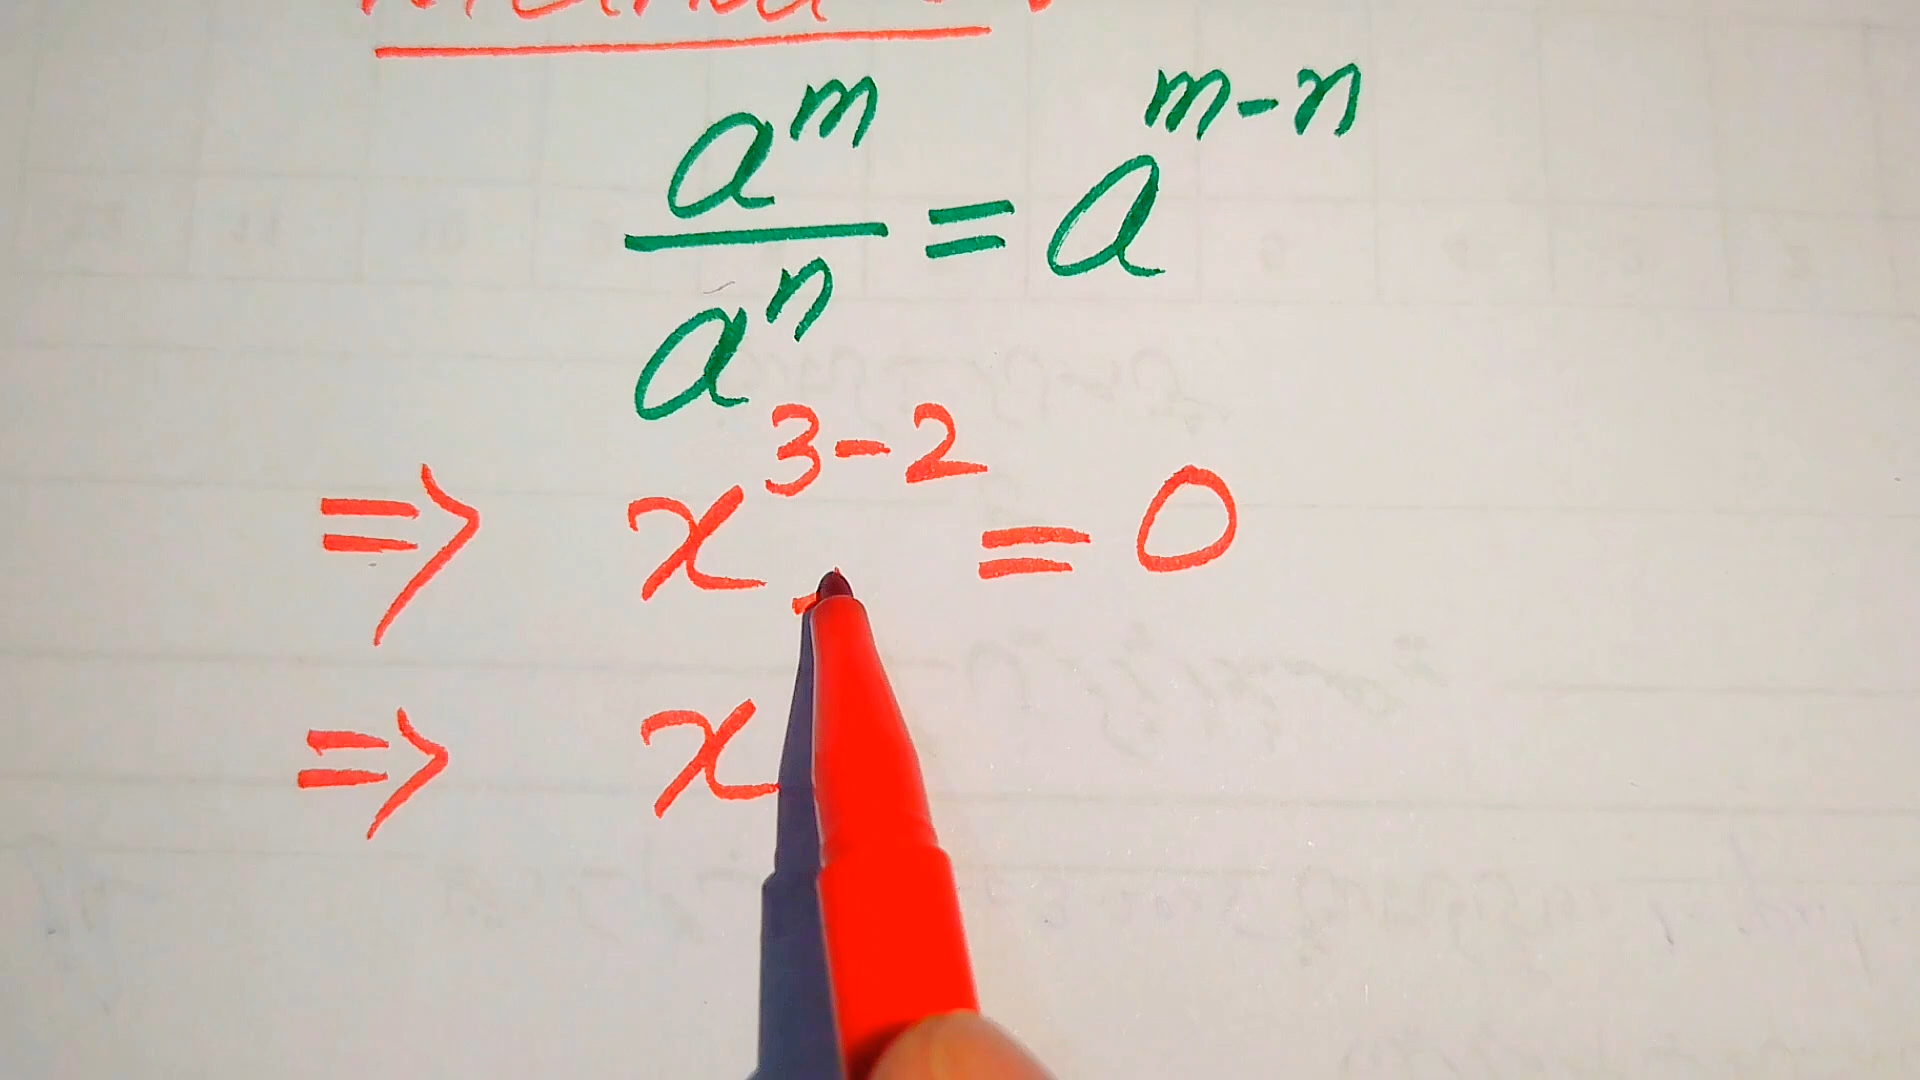 a^m / a^n = a^(m-n)
=> x^(3-2) = 0
=> x